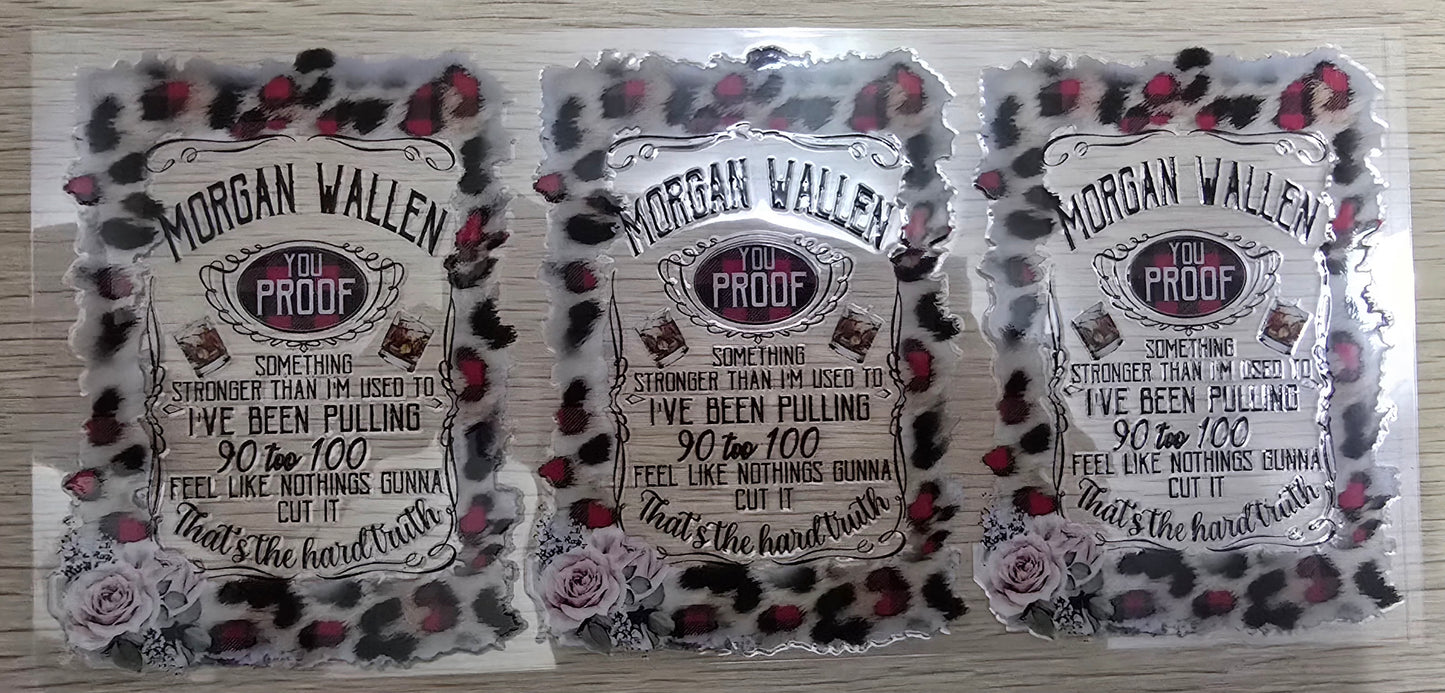 MORGAN WALLEN
YOU
PROOF
SOMETHING
STRONGER THAN I'M USED TO
I'VE BEEN PULLING
90 too 100
FEEL LIKE NOTHINGS GUNNA
CUT IT
That's the hard truth
MORGAN WALLEN
YOU
PROOF
SOMETHING
STRONGER THAN I'M USED TO
I'VE BEEN PULLING
90 too 100
FEEL LIKE NOTHINGS GUNNA
CUT IT
That's the hard truth
MORGAN WALLEN
YOU
PROOF
SOMETHING
STRONGER THAN I'M USED TO
I'VE BEEN PULLING
90 too 100
FEEL LIKE NOTHINGS GUNNA
CUT IT
That's the hard truth